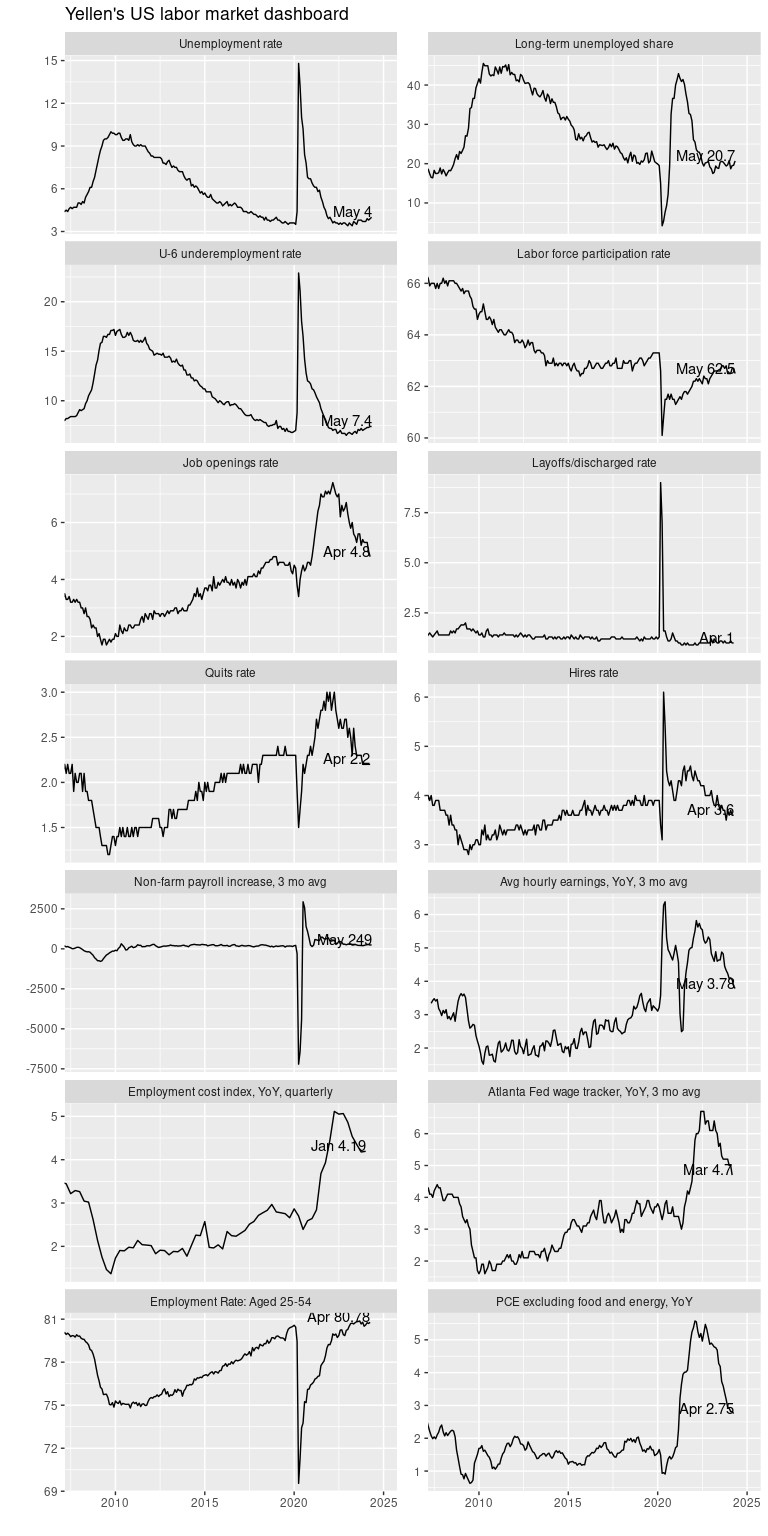 Yellen's US labor market dashboard
Unemployment rate
15
12
9
6
3
May 4
Long-term unemployed share
40
30
20
10
May 20.7
U-6 underemployment rate
20
15
10
May 7.4
Labor force participation rate
66
64
62
60
May 62.5
Job openings rate
6
4
2
Apr 4.8
Layoffs/discharged rate
7.5
5.0
2.5
Apr 1
Quits rate
3.0
2.5
2.0
1.5
Apr 2.2
Hires rate
6
5
4
3
Apr 3.6
Non-farm payroll increase, 3 mo avg
2500
0
-2500
-5000
-7500
May 249
Avg hourly earnings, YoY, 3 mo avg
6
5
4
3
2
May 3.78
Employment cost index, YoY, quarterly
5
4
3
2
Jan 4.19
Atlanta Fed wage tracker, YoY, 3 mo avg
6
5
4
3
2
Mar 4.7
Employment Rate: Aged 25-54
81
78
75
72
69
Apr 80.78
2010 2015 2020 2025
PCE excluding food and energy, YoY
5
4
3
2
1
Apr 2.75
2010 2015 2020 2025